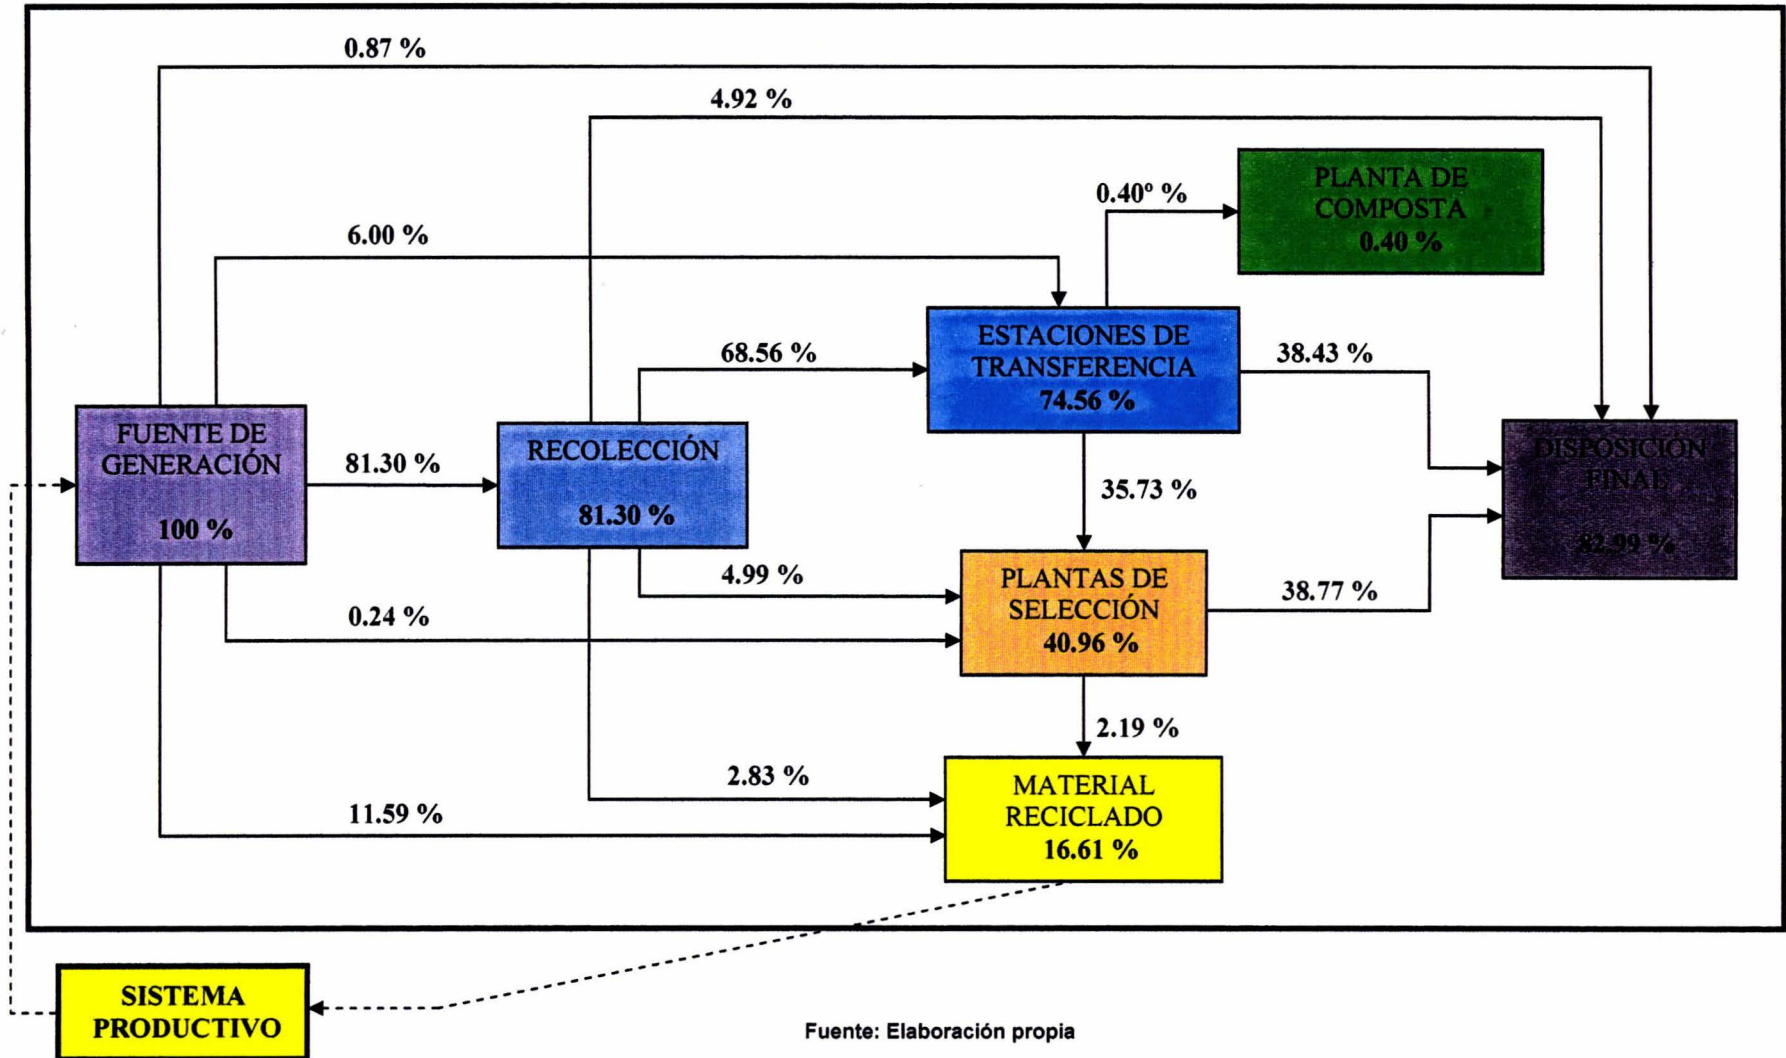 0.87 %
4.92 %
PLANTA DE
COMPOSTA
0.40 %
0.40º %
6.00 %
ESTACIONES DE
TRANSFERENCIA
74.56 %
68.56 %
38.43 %
FUENTE DE
GENERACIÓN
100 %
81.30 %
RECOLECCIÓN
81.30 %
DISPOSICIÓN
FINAL
82.99 %
35.73 %
4.99 %
PLANTAS DE
SELECCIÓN
40.96 %
38.77 %
0.24 %
2.19 %
2.83 %
MATERIAL
RECICLADO
16.61 %
11.59 %
SISTEMA
PRODUCTIVO
Fuente: Elaboración propia